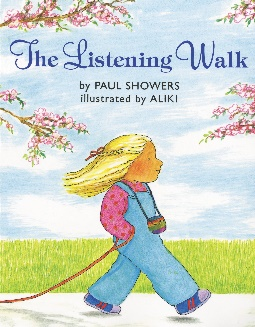 The Listening Walk
by PAUL SHOWERS
illustrated by ALIKI